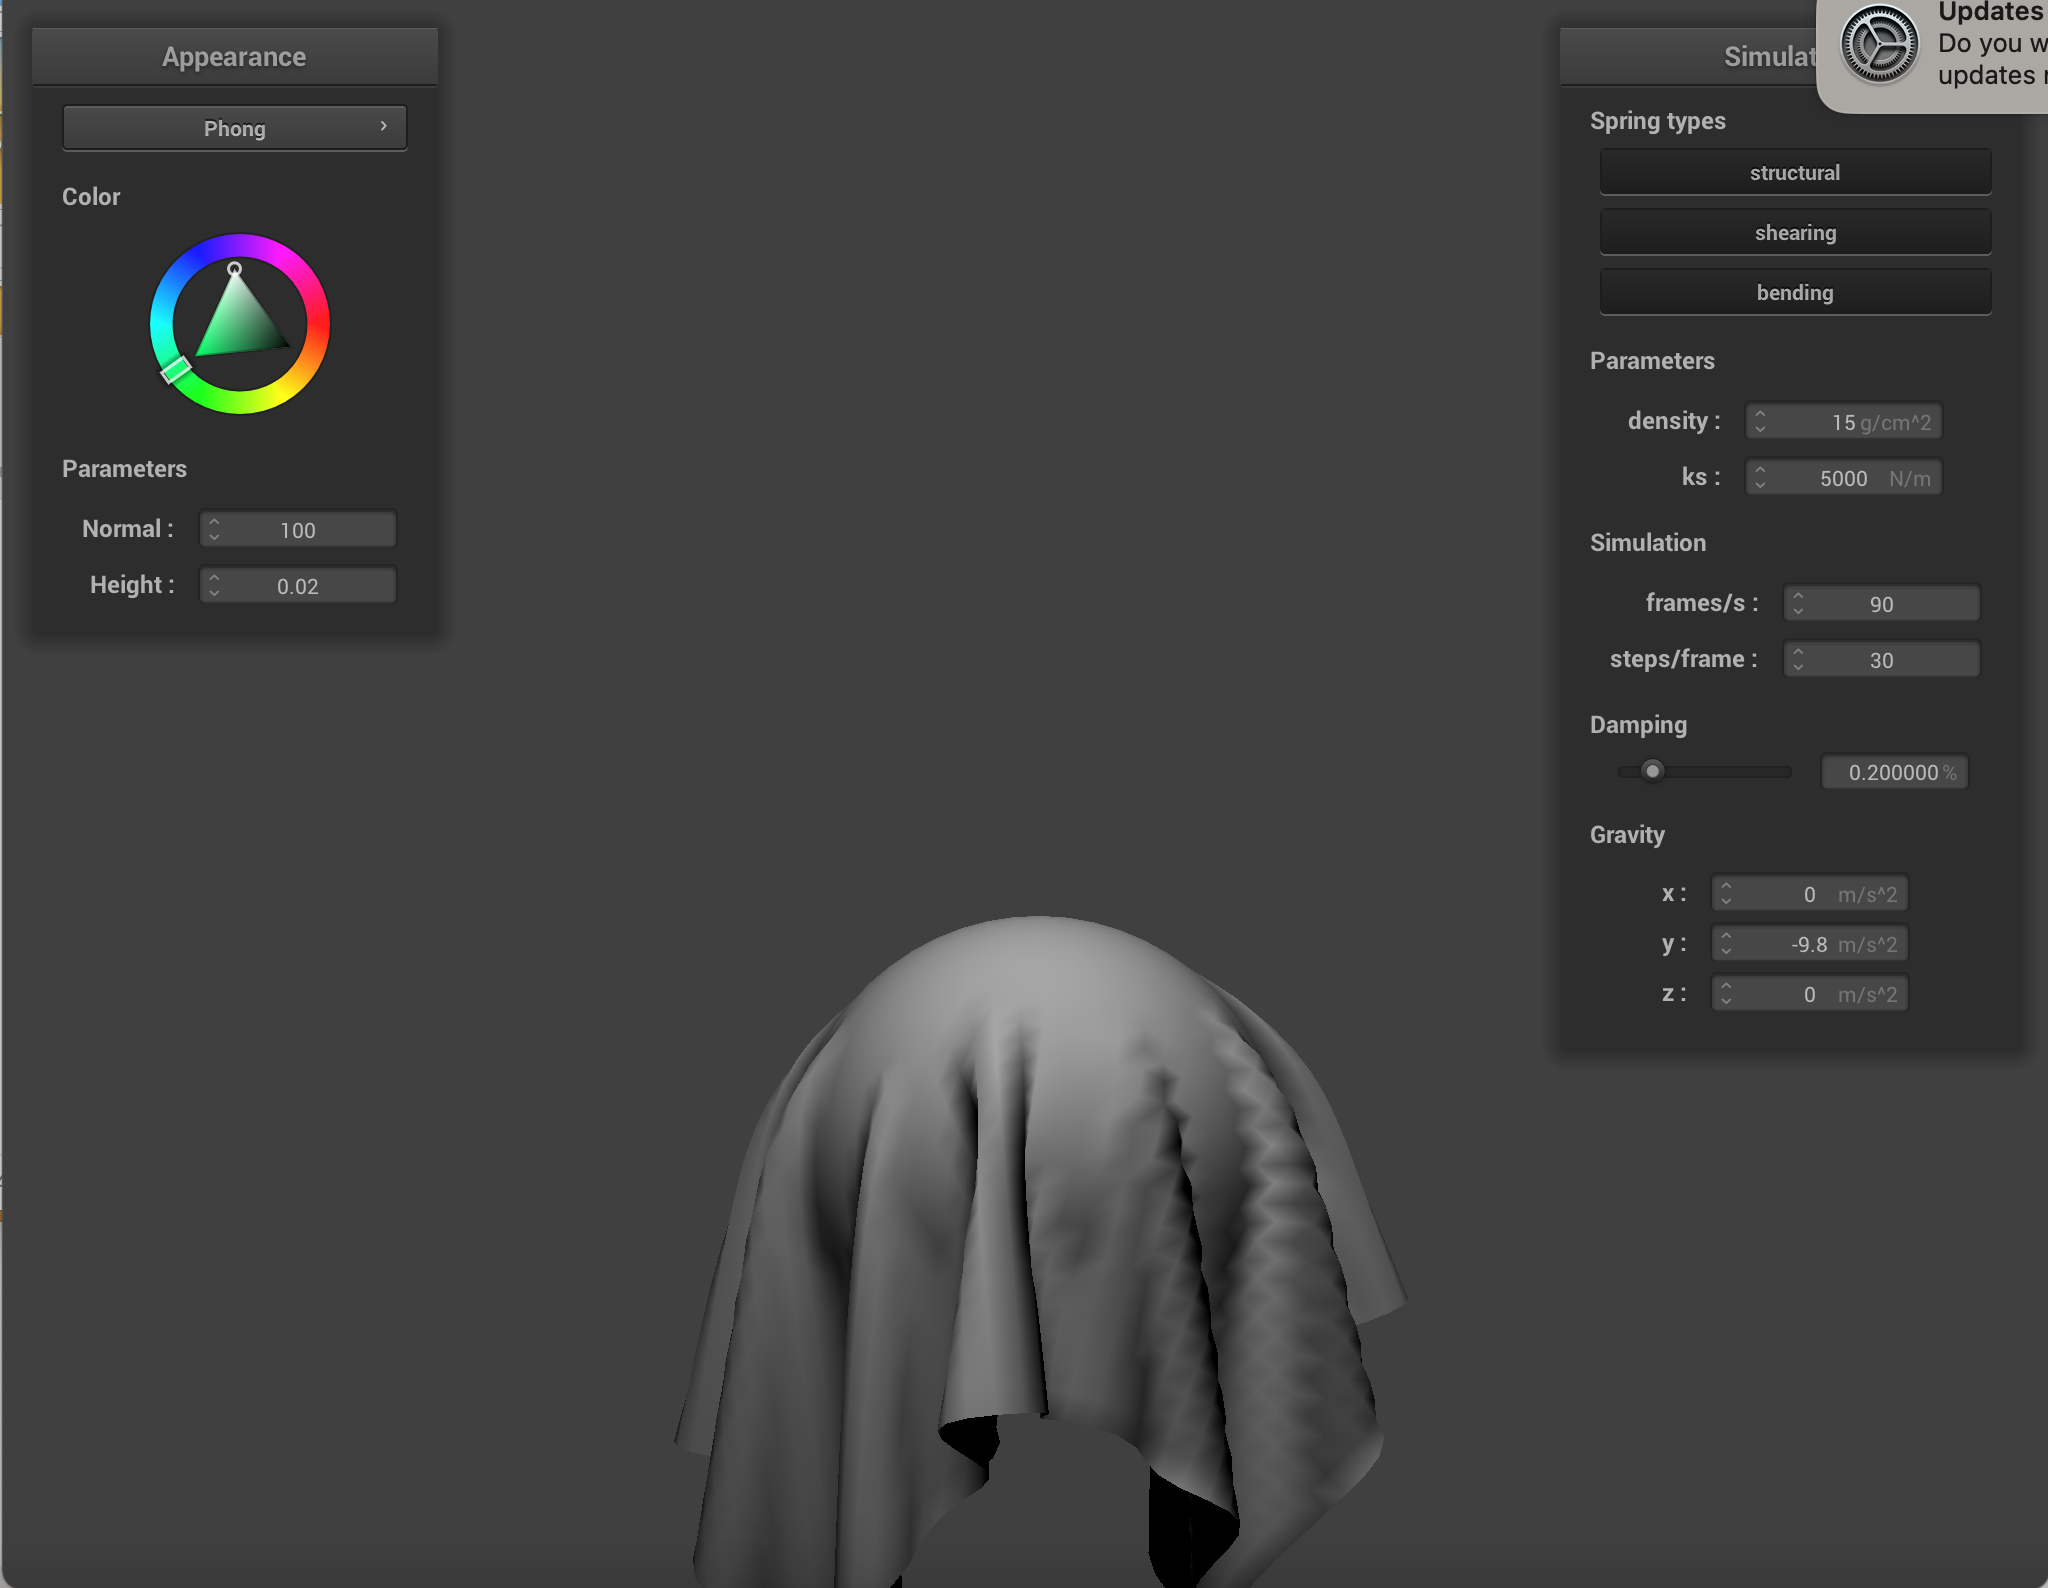 Appearance
Phong
Color
Parameters
Normal : 100
Height : 0.02
Updates
Do you
updates
Spring types
structural
shearing
bending
Parameters
density : 15 g/cm^2
ks : 5000 N/m
Simulation
frames/s : 90
steps/frame : 30
Damping
0.200000 %
Gravity
x : 0 m/s^2
y : -9.8 m/s^2
z : 0 m/s^2